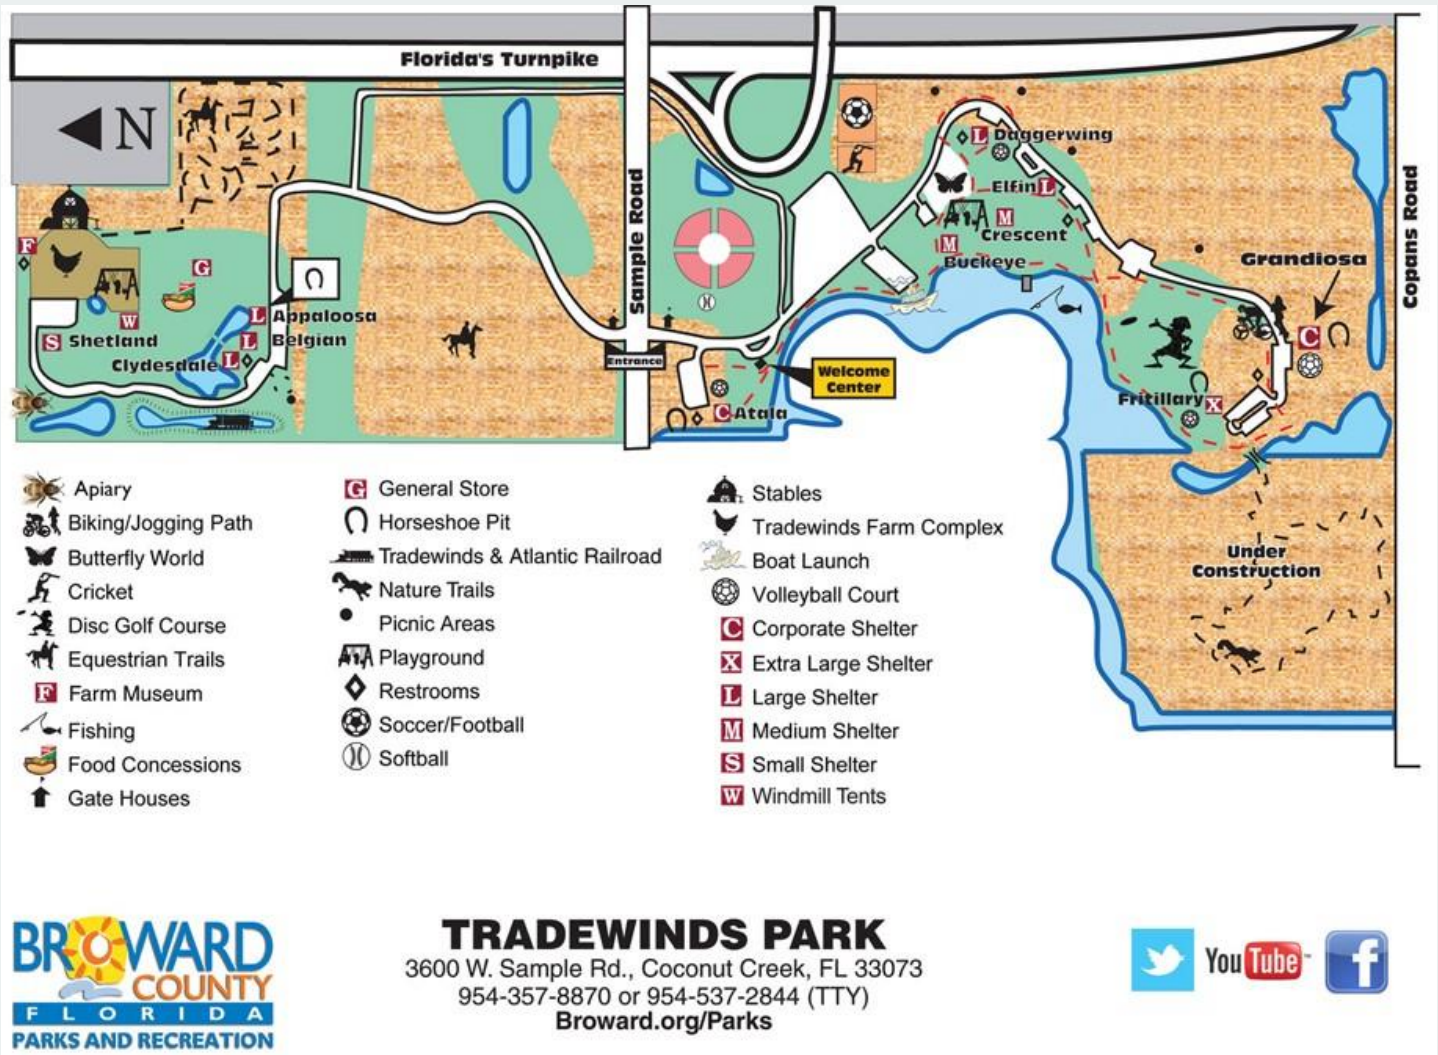 Florida's Turnpike
N
Sample Road
Copans Road
L Daggerwing
Elfin L
M
Crescent
M
Buckeye
Grandiosa
C
F
G
L Appaloosa
W
S Shetland
L Belgian
Clydesdale L
Entrance
Welcome
Center
C Atala
Fritillary X
Under
Construction
Apiary
Biking/Jogging Path
Butterfly World
Cricket
Disc Golf Course
Equestrian Trails
F Farm Museum
Fishing
Food Concessions
Gate Houses
G General Store
Horseshoe Pit
Tradewinds & Atlantic Railroad
Nature Trails
Picnic Areas
Playground
Restrooms
Soccer/Football
Softball
Stables
Tradewinds Farm Complex
Boat Launch
Volleyball Court
C Corporate Shelter
X Extra Large Shelter
L Large Shelter
M Medium Shelter
S Small Shelter
W Windmill Tents
BROWARD
COUNTY
FLORIDA
PARKS AND RECREATION
TRADEWINDS PARK
3600 W. Sample Rd., Coconut Creek, FL 33073
954-357-8870 or 954-537-2844 (TTY)
Broward.org/Parks
YouTube
f